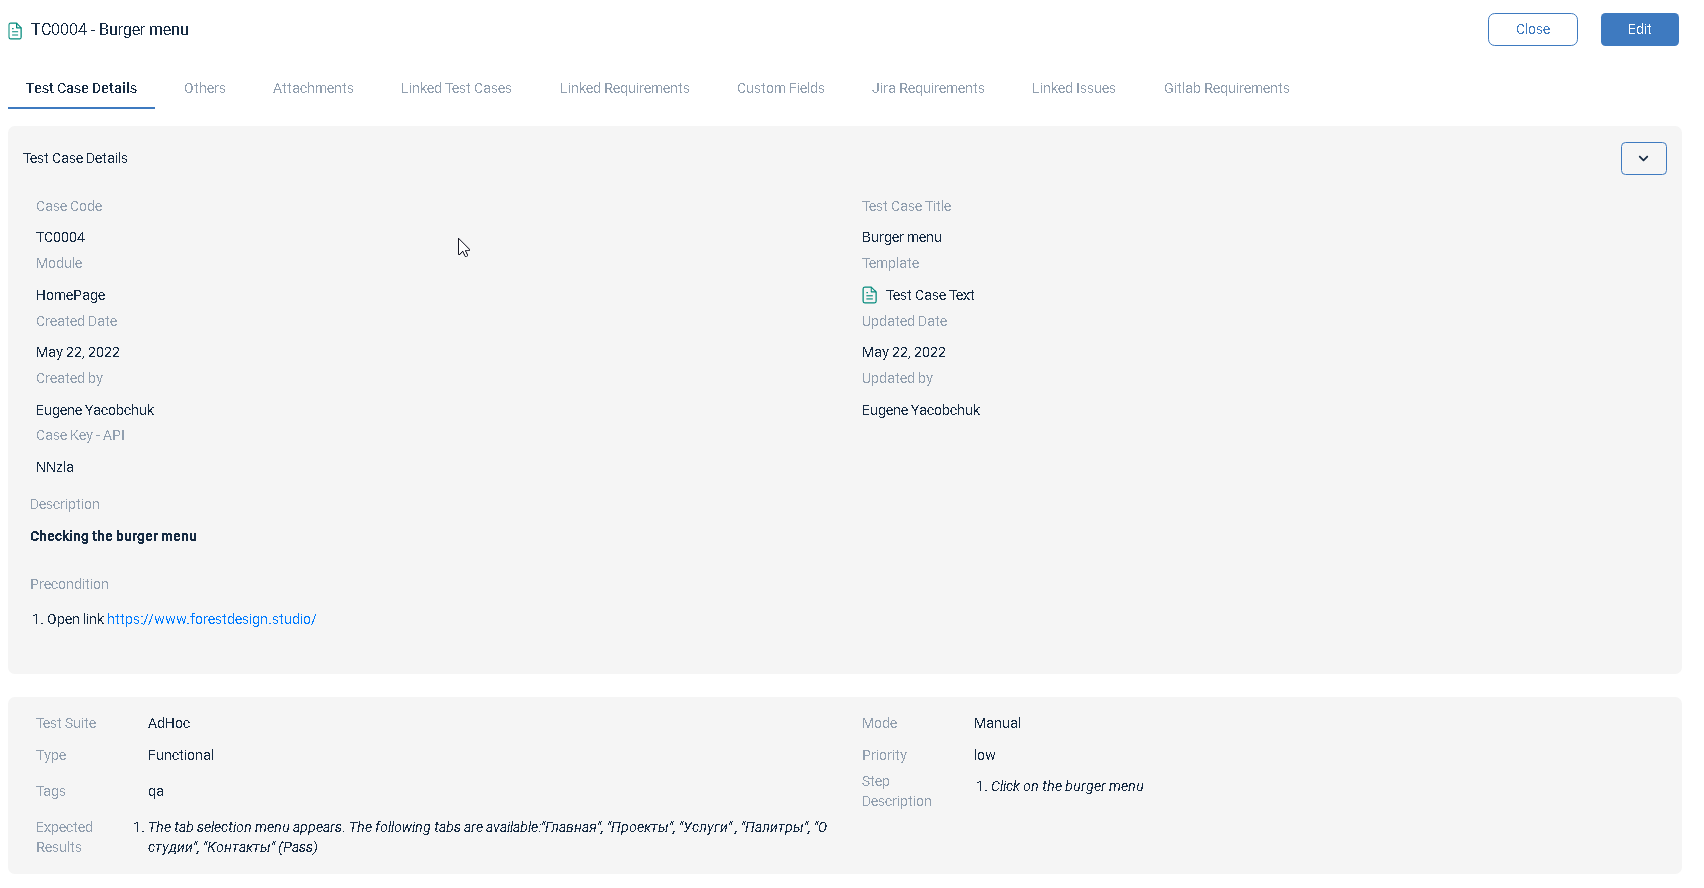 TC0004 - Burger menu
Close
Edit
Test Case Details
Others
Attachments
Linked Test Cases
Linked Requirements
Custom Fields
Jira Requirements
Linked Issues
Gitlab Requirements
Test Case Details
Case Code
Test Case Title
TC0004
Burger menu
Module
Template
HomePage
Test Case Text
Created Date
Updated Date
May 22, 2022
May 22, 2022
Created by
Updated by
Eugene Yacobchuk
Eugene Yacobchuk
Case Key - API
NNzla
Description
Checking the burger menu
Precondition
1. Open link https://www.forestdesign.studio/
Test Suite
AdHoc
Mode
Manual
Type
Functional
Priority
low
Tags
qa
Step
Description
1. Click on the burger menu
Expected
Results
1. The tab selection menu appears. The following tabs are available:"Главная", "Проекты", "Услуги" , "Палитры", "О
студии", "Контакты" (Pass)